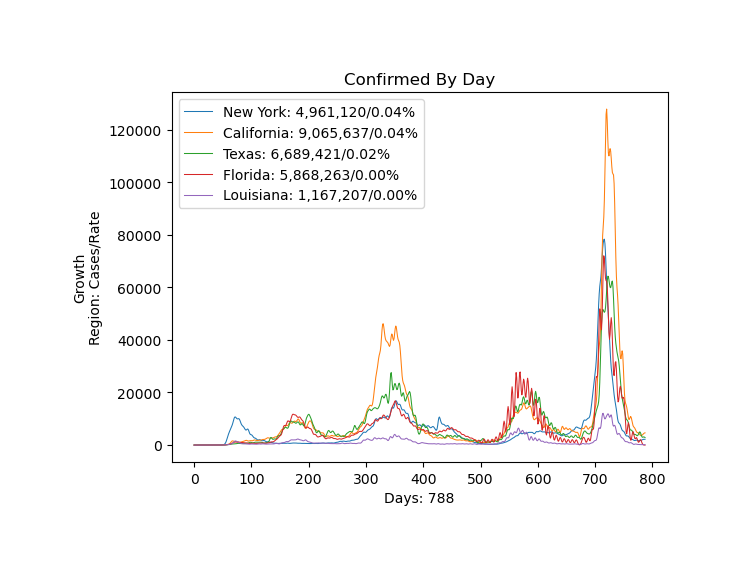 Confirmed By Day
New York: 4,961,120/0.04%
California: 9,065,637/0.04%
Texas: 6,689,421/0.02%
Florida: 5,868,263/0.00%
Louisiana: 1,167,207/0.00%
120000
100000
80000
60000
40000
20000
0
Growth
Region: Cases/Rate
0 100 200 300 400 500 600 700 800
Days: 788